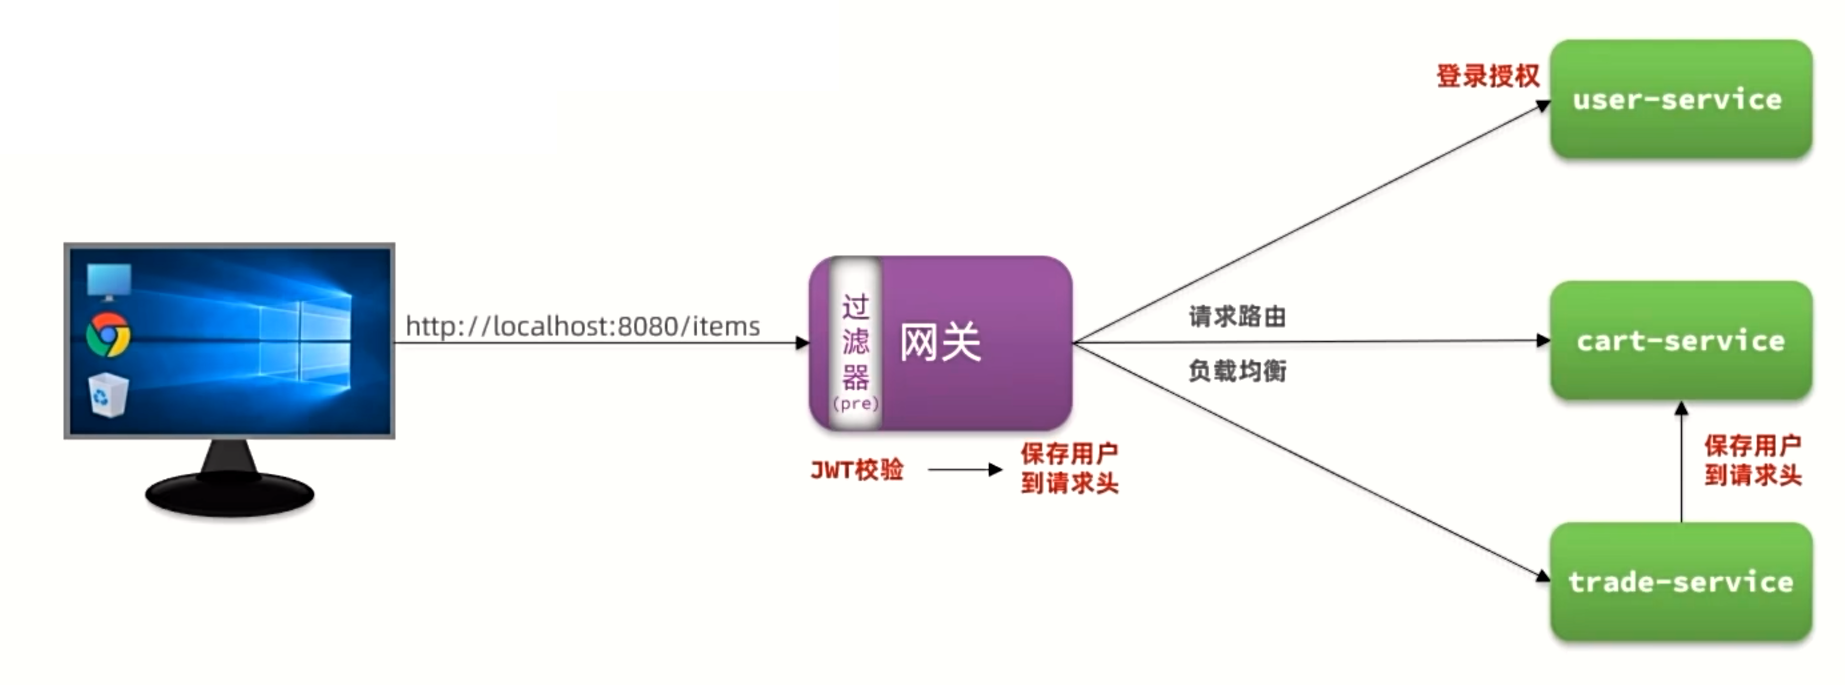 登录授权
user-service
http://localhost:8080/items
过
滤
器
(pre)
网关
请求路由
负载均衡
cart-service
JWT校验
保存用户
到请求头
保存用户
到请求头
trade-service